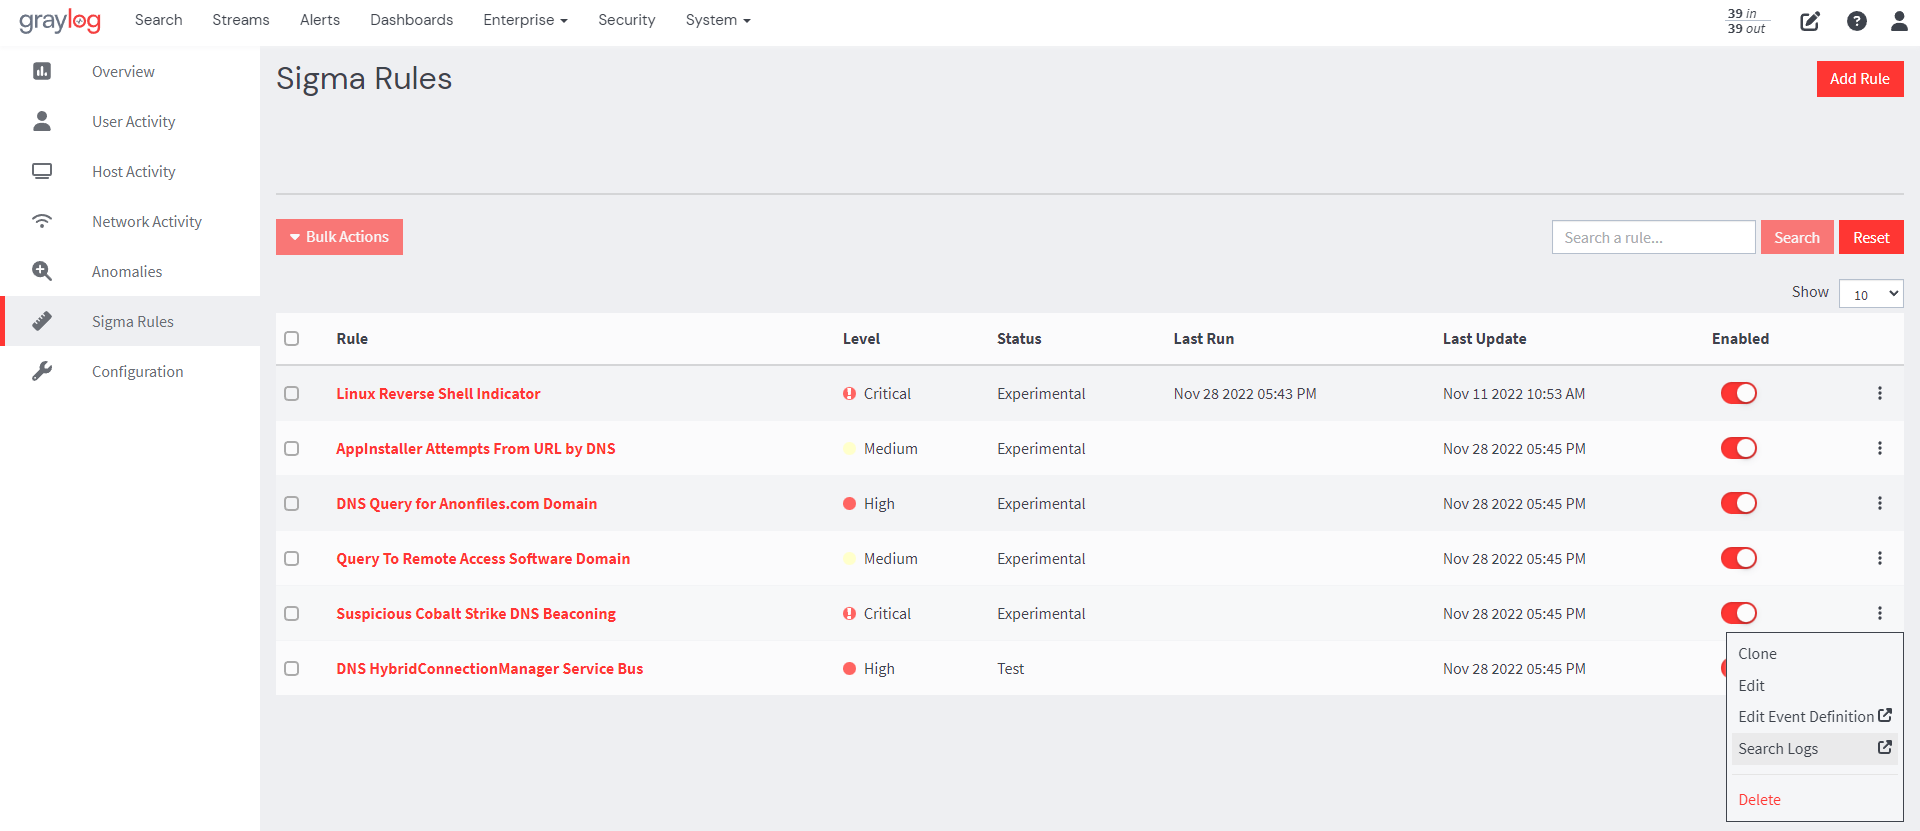 graylog Search Streams Alerts Dashboards Enterprise Security System 39 in
39 out
Overview
User Activity
Host Activity
Network Activity
Anomalies
Sigma Rules
Configuration
Sigma Rules Add Rule
Bulk Actions Search a rule... Search Reset
Show 10
Rule Level Status Last Run Last Update Enabled
Linux Reverse Shell Indicator Critical Experimental Nov 28 2022 05:43 PM Nov 11 2022 10:53 AM
AppInstaller Attempts From URL by DNS Medium Experimental Nov 28 2022 05:45 PM
DNS Query for Anonfiles.com Domain High Experimental Nov 28 2022 05:45 PM
Query To Remote Access Software Domain Medium Experimental Nov 28 2022 05:45 PM
Suspicious Cobalt Strike DNS Beaconing Critical Experimental Nov 28 2022 05:45 PM
DNS HybridConnectionManager Service Bus High Test Nov 28 2022 05:45 PM
Clone
Edit
Edit Event Definition
Search Logs
Delete